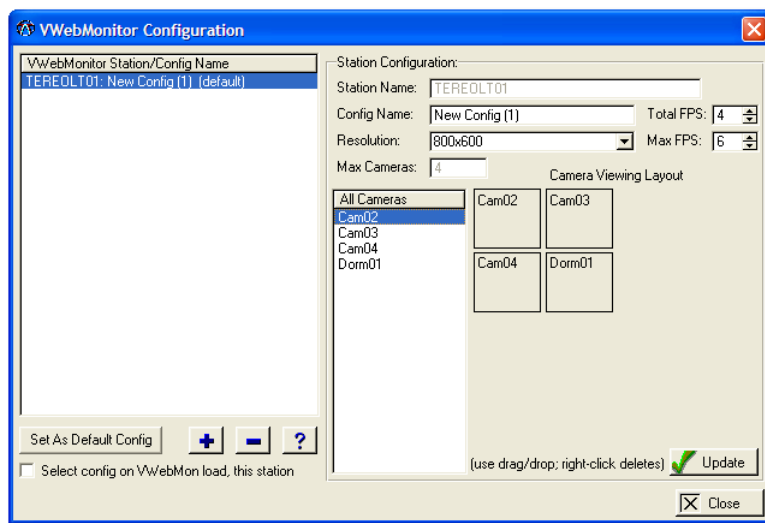 VWebMonitor Configuration
VWebMonitor Station/Config Name
TEREOLT01: New Config (1) (default)
Set As Default Config
+ - ?
Select config on VWebMon load, this station
Station Configuration:
Station Name: TEREOLT01
Config Name: New Config (1) Total FPS: 4
Resolution: 800x600 Max FPS: 6
Max Cameras: 4
Camera Viewing Layout
All Cameras
Cam02
Cam03
Cam04
Dorm01
Cam02 Cam03
Cam04 Dorm01
(use drag/drop; right-click deletes) Update
Close